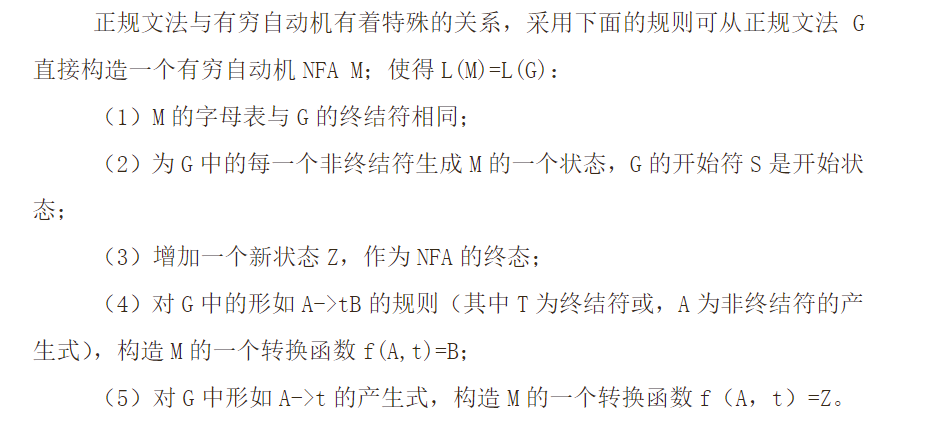 正规文法与有穷自动机有着特殊的关系，采用下面的规则可从正规文法 G
直接构造一个有穷自动机 NFA M；使得 L(M)=L(G)：
（1）M 的字母表与 G 的终结符相同；
（2）为 G 中的每一个非终结符生成 M 的一个状态，G 的开始符 S 是开始状
态；
（3）增加一个新状态 Z，作为 NFA 的终态；
（4）对 G 中的形如 A->tB 的规则（其中 T 为终结符或，A 为非终结符的产
生式），构造 M 的一个转换函数 f(A,t)=B；
（5）对 G 中形如 A->t 的产生式，构造 M 的一个转换函数 f（A，t）=Z。